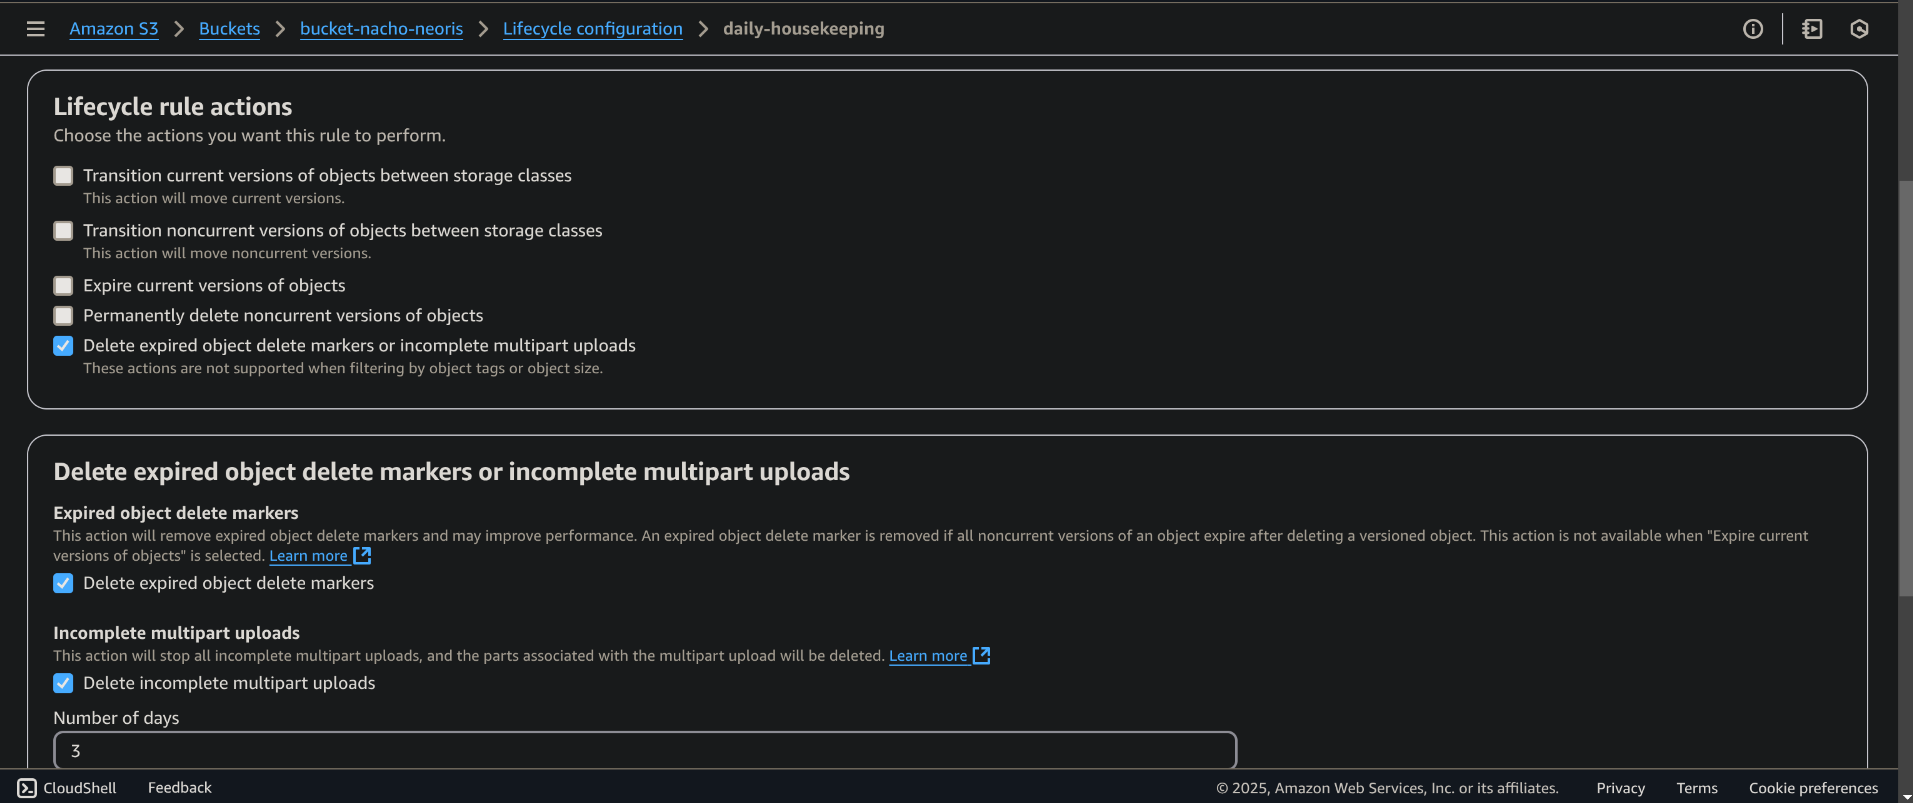 Amazon S3 > Buckets > bucket-nacho-neoris > Lifecycle configuration > daily-housekeeping
Lifecycle rule actions
Choose the actions you want this rule to perform.
Transition current versions of objects between storage classes
This action will move current versions.
Transition noncurrent versions of objects between storage classes
This action will move noncurrent versions.
Expire current versions of objects
Permanently delete noncurrent versions of objects
Delete expired object delete markers or incomplete multipart uploads
These actions are not supported when filtering by object tags or object size.
Delete expired object delete markers or incomplete multipart uploads
Expired object delete markers
This action will remove expired object delete markers and may improve performance. An expired object delete marker is removed if all noncurrent versions of an object expire after deleting a versioned object. This action is not available when "Expire current
versions of objects" is selected. Learn more
Delete expired object delete markers
Incomplete multipart uploads
This action will stop all incomplete multipart uploads, and the parts associated with the multipart upload will be deleted. Learn more
Delete incomplete multipart uploads
Number of days
3
CloudShell Feedback © 2025, Amazon Web Services, Inc. or its affiliates. Privacy Terms Cookie preferences